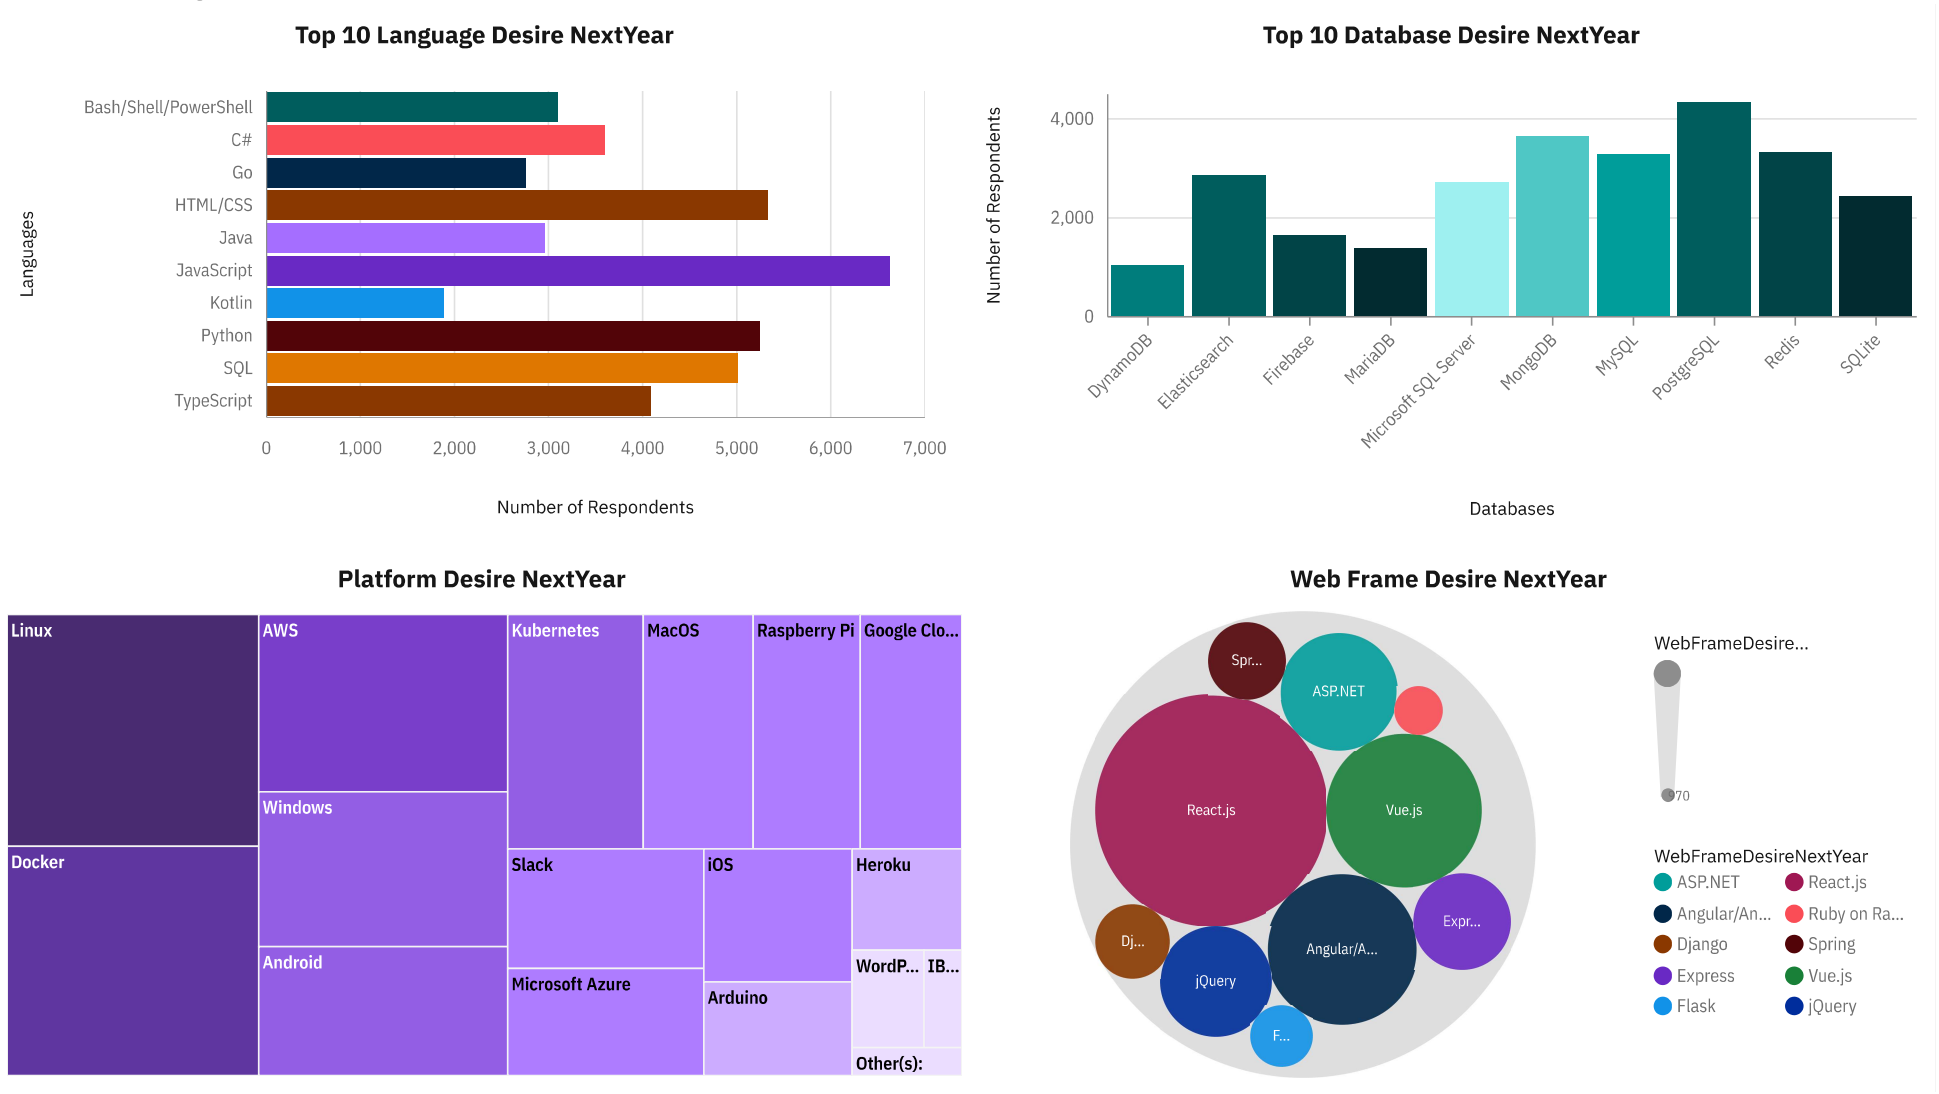 Top 10 Language Desire NextYear
Languages
Bash/Shell/PowerShell
C#
Go
HTML/CSS
Java
JavaScript
Kotlin
Python
SQL
TypeScript
0 1,000 2,000 3,000 4,000 5,000 6,000 7,000
Number of Respondents
Top 10 Database Desire NextYear
Number of Respondents
4,000
2,000
0
DynamoDB Elasticsearch Firebase MariaDB Microsoft SQL Server MongoDB MySQL PostgreSQL Redis SQLite
Databases
Platform Desire NextYear
Linux AWS Kubernetes MacOS Raspberry Pi Google Clo...
Windows
Docker Slack iOS Heroku
Android WordP... IB...
Microsoft Azure Arduino
Other(s):
Web Frame Desire NextYear
Spr...
ASP.NET
React.js Vue.js
Expr...
Dj... Angular/A...
jQuery
F...
WebFrameDesire...
970
WebFrameDesireNextYear
ASP.NET React.js
Angular/An... Ruby on Ra...
Django Spring
Express Vue.js
Flask jQuery